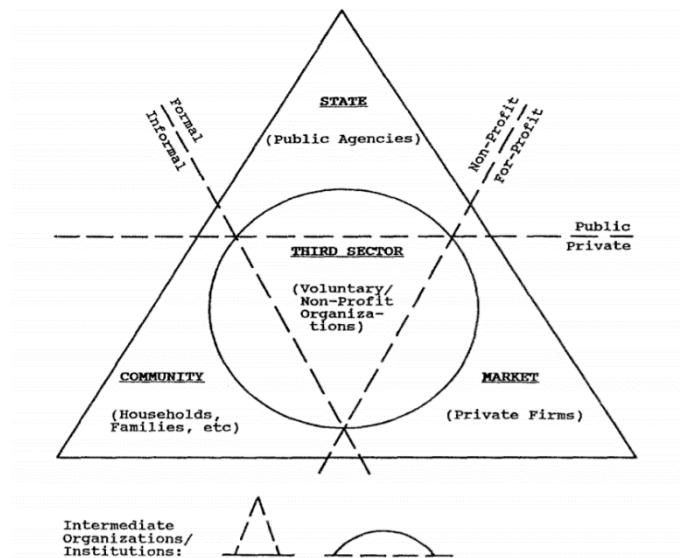 STATE
(Public Agencies)
Formal
Informal
Non-Profit
For-Profit
Public
Private
THIRD SECTOR
(Voluntary/
Non-Profit
Organiza-
tions)
COMMUNITY
(Households,
Families, etc)
MARKET
(Private Firms)
Intermediate
Organizations/
Institutions: